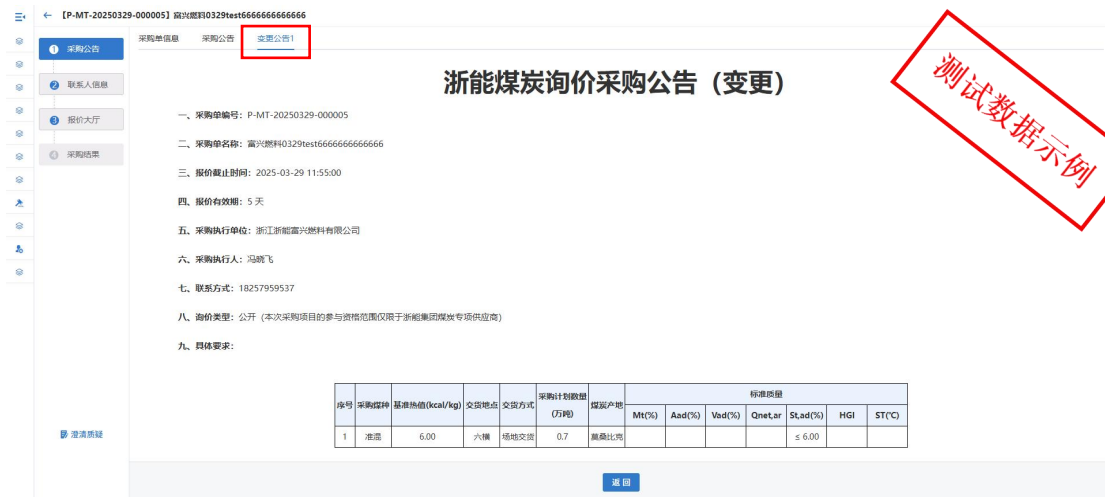 ← 【P-MT-20250329-000005】富兴燃料0329test6666666666666
采购单信息 采购公告 变更公告1
1 采购公告
2 联系人信息
3 报价大厅
4 采购结果
澄清质疑
浙能煤炭询价采购公告（变更）
测试数据示例
一、采购单编号：P-MT-20250329-000005
二、采购单名称：富兴燃料0329test6666666666666
三、报价截止时间：2025-03-29 11:55:00
四、报价有效期：5 天
五、采购执行单位：浙江浙能富兴燃料有限公司
六、采购执行人：冯晓飞
七、联系方式：18257959537
八、询价类型：公开（本次采购项目的参与资格范围仅限于浙能集团煤炭专项供应商）
九、具体要求：
序号 采购煤种 基准热值(kcal/kg) 交货地点 交货方式 采购计划数量(万吨) 煤炭产地 标准质量
Mt(%) Aad(%) Vad(%) Qnet,ar St,ad(%) HGI ST(℃)
1 准混 6.00 六横 场地交货 0.7 莫桑比克 ≤ 6.00
返 回